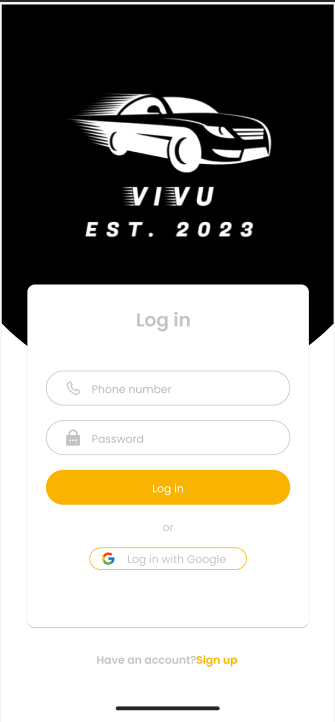 VIVU
EST. 2023
Log in
Phone number
Password
Log in
or
Log in with Google
Have an account?Sign up